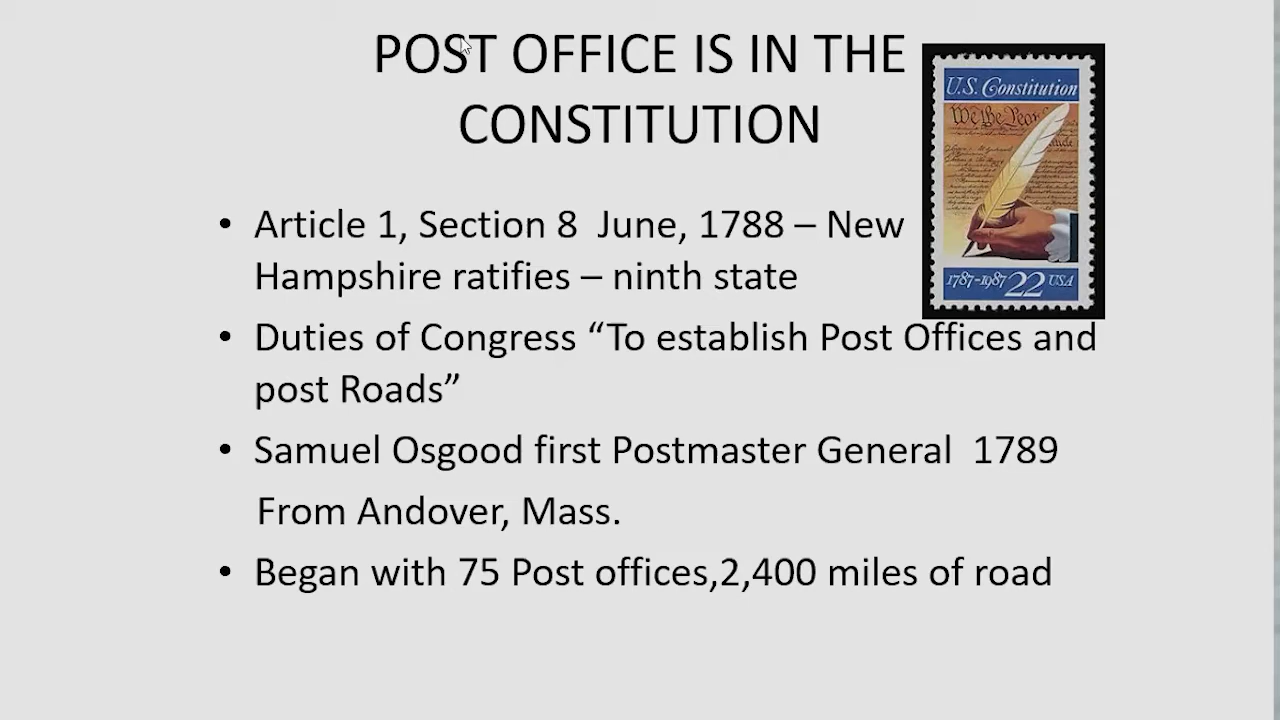 POST OFFICE IS IN THE
CONSTITUTION
U.S. Constitution
We the Peop
• Article 1, Section 8  June, 1788 – New
Hampshire ratifies – ninth state
1787-1987 22 USA
• Duties of Congress “To establish Post Offices and
post Roads”
• Samuel Osgood first Postmaster General  1789
From Andover, Mass.
• Began with 75 Post offices,2,400 miles of road